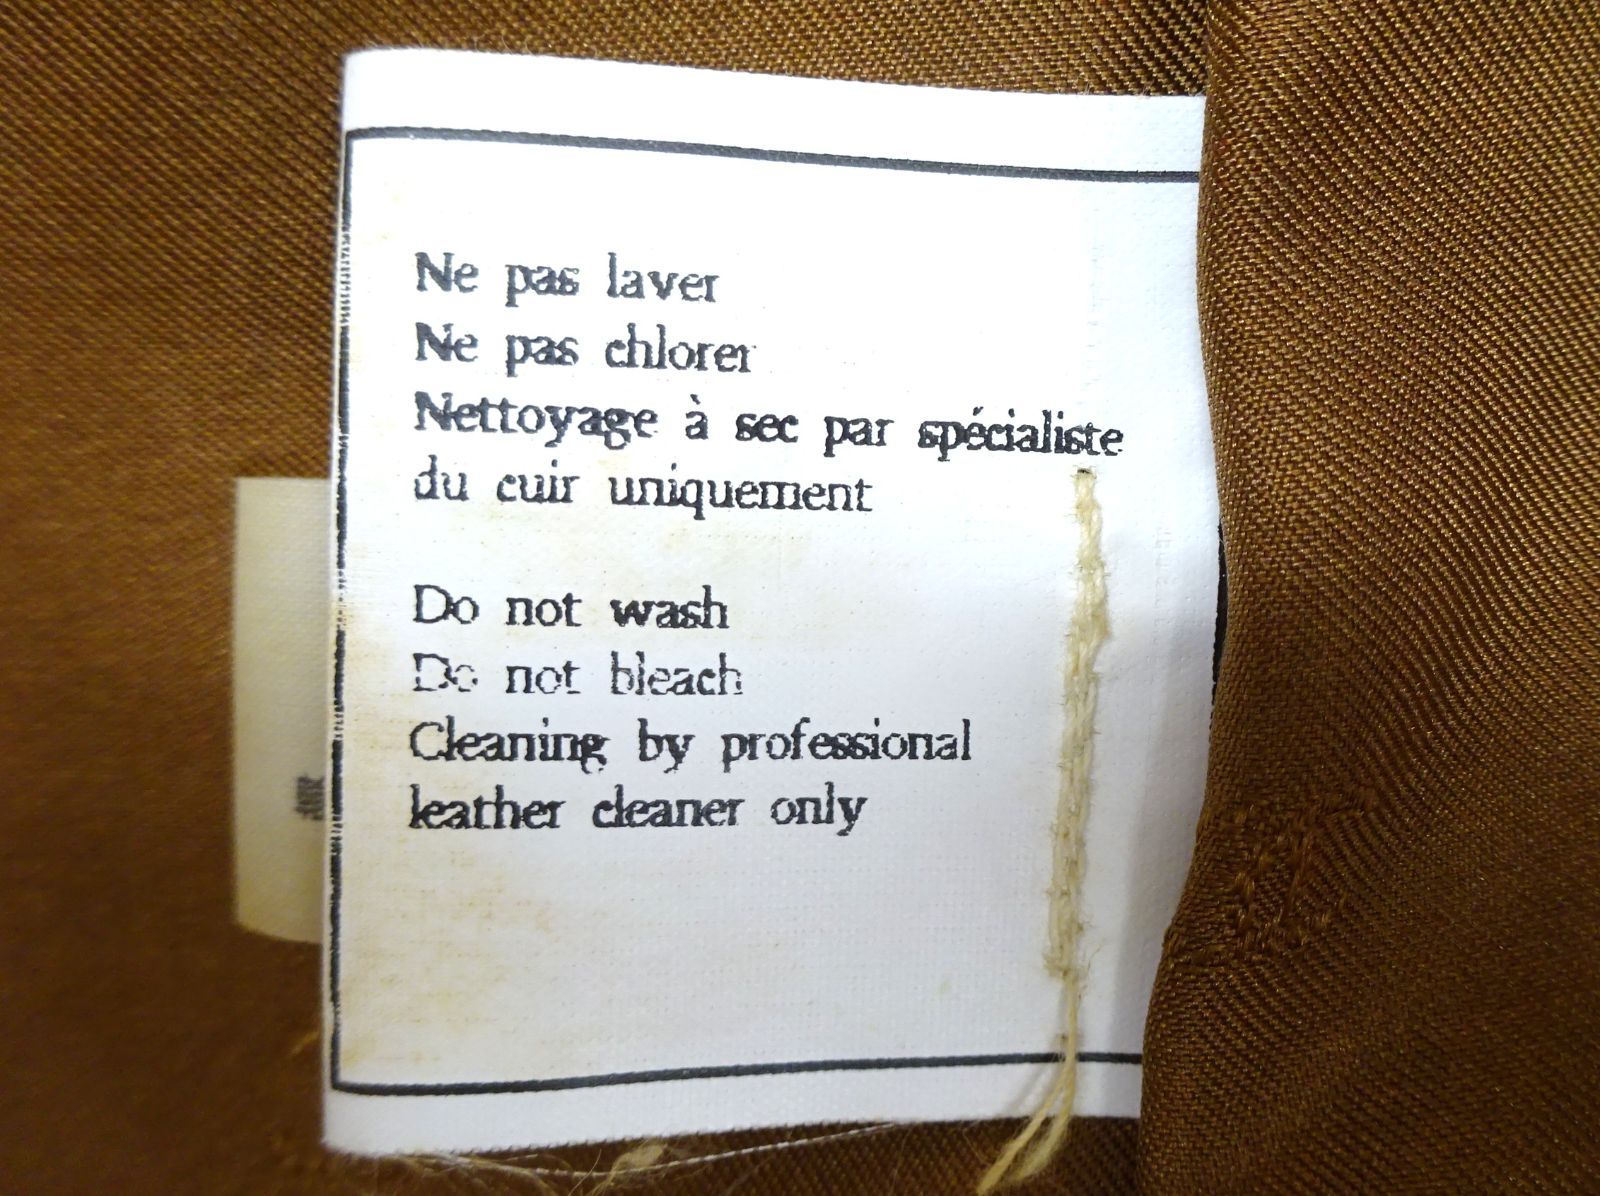 Ne pas laver
Ne pas chlorer
Nettoyage à sec par spécialiste
du cuir uniquement
Do not wash
Do not bleach
Cleaning by professional
leather cleaner only